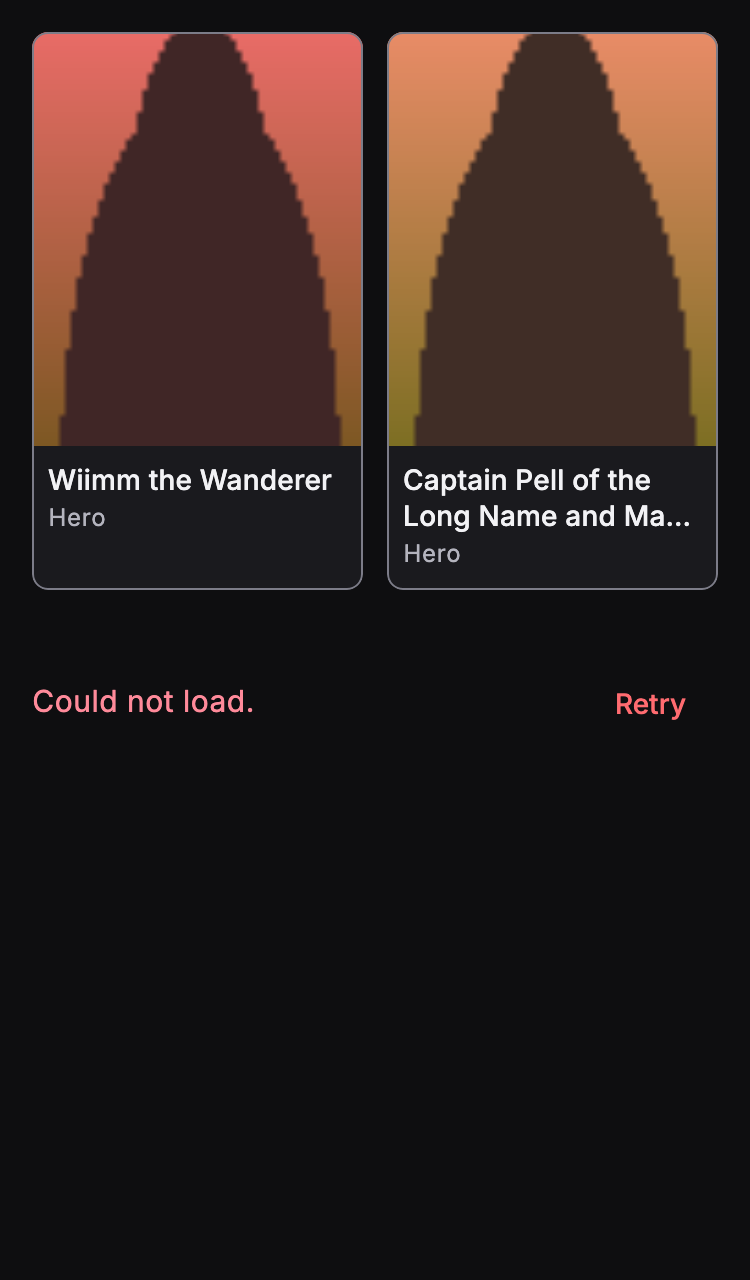 Wiimm the Wanderer
Hero
Captain Pell of the
Long Name and Ma...
Hero
Could not load.
Retry